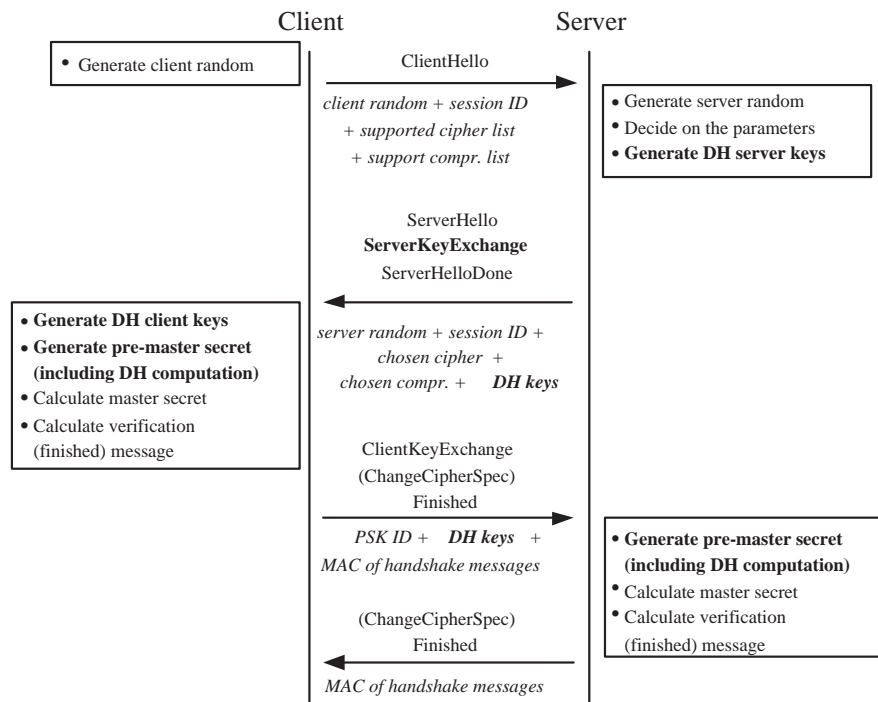 Client
Server
• Generate client random
ClientHello
client random + session ID
+ supported cipher list
+ support compr. list
• Generate server random
• Decide on the parameters
• Generate DH server keys
ServerHello
ServerKeyExchange
ServerHelloDone
server random + session ID +
chosen cipher +
chosen compr. + DH keys
• Generate DH client keys
• Generate pre-master secret
(including DH computation)
• Calculate master secret
• Calculate verification
(finished) message
ClientKeyExchange
(ChangeCipherSpec)
Finished
PSK ID + DH keys +
MAC of handshake messages
• Generate pre-master secret
(including DH computation)
• Calculate master secret
• Calculate verification
(finished) message
(ChangeCipherSpec)
Finished
MAC of handshake messages